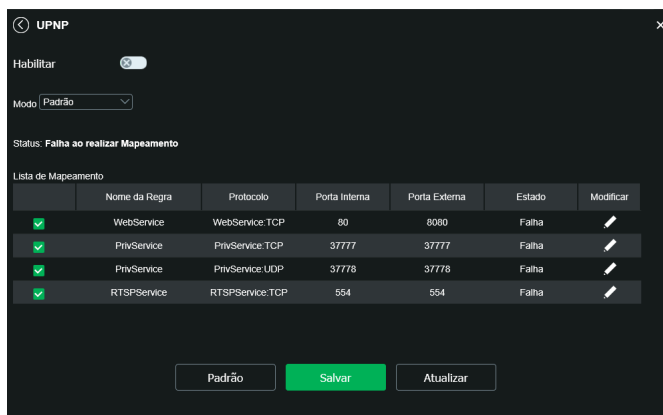 UPNP
Habilitar
Modo Padrão
Status: Falha ao realizar Mapeamento
Lista de Mapeamento
Nome da Regra Protocolo Porta Interna Porta Externa Estado Modificar
WebService WebService:TCP 80 8080 Falha
PrivService PrivService:TCP 37777 37777 Falha
PrivService PrivService:UDP 37778 37778 Falha
RTSPService RTSPService:TCP 554 554 Falha
Padrão Salvar Atualizar